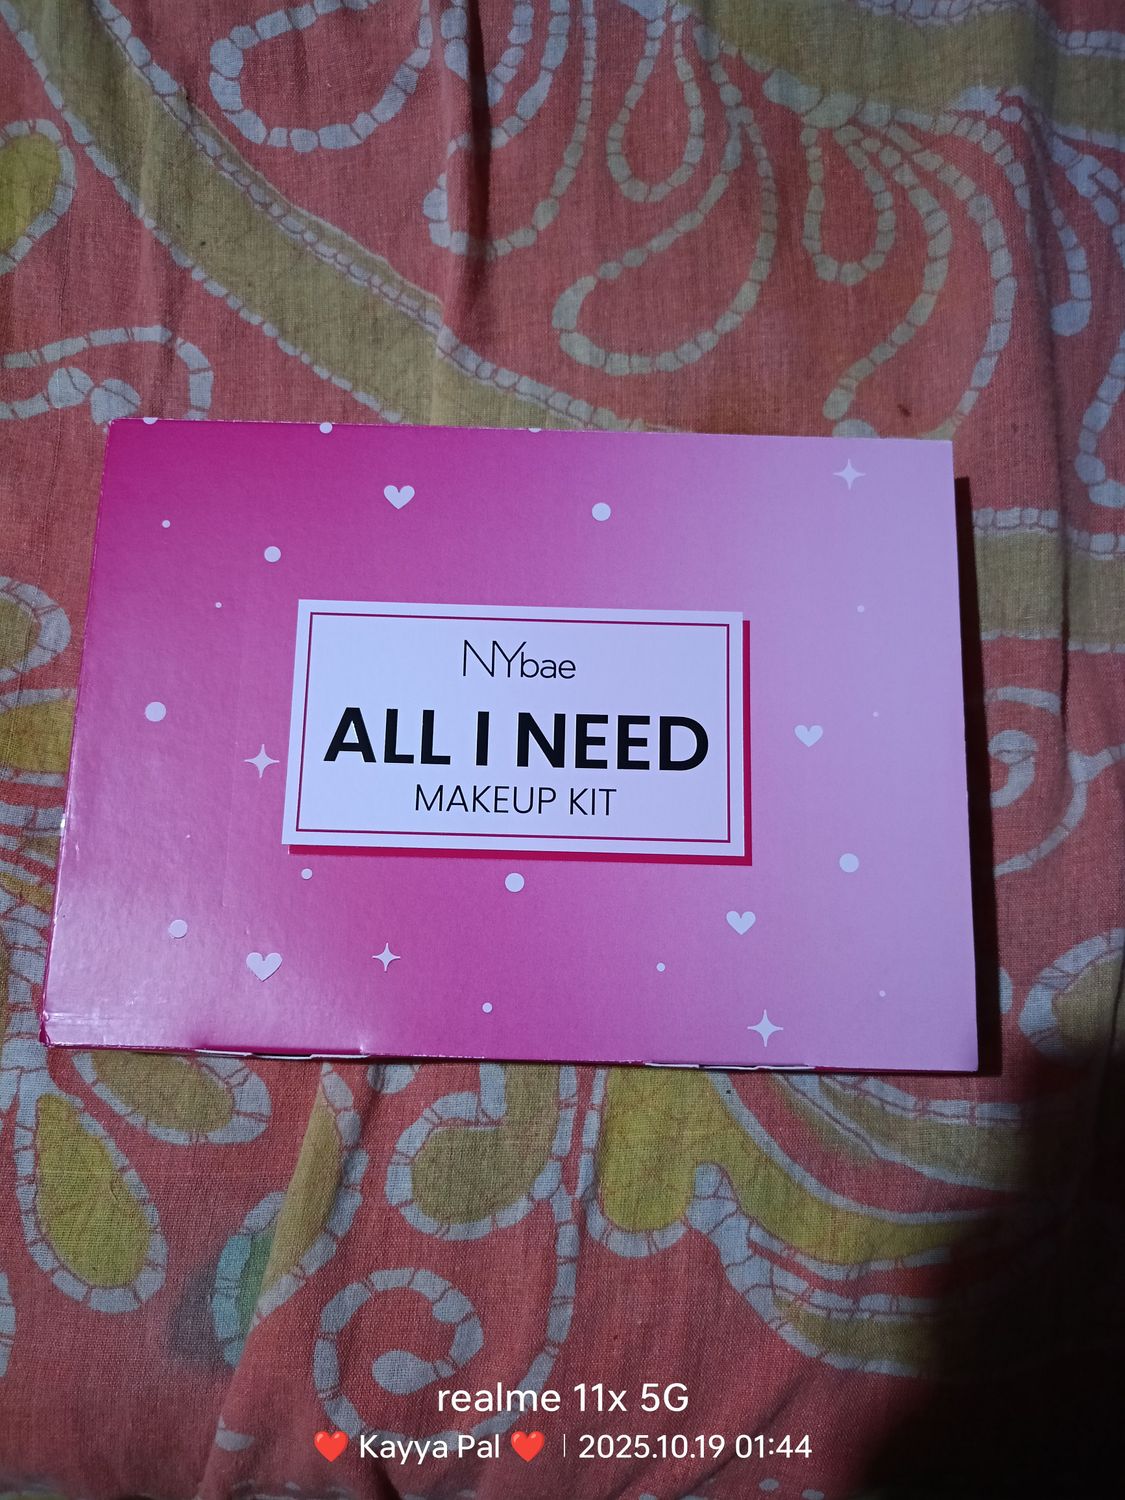 NYbae
ALL I NEED
MAKEUP KIT
realme 11x 5G
❤️ Kayya Pal ❤️ | 2025.10.19 01:44